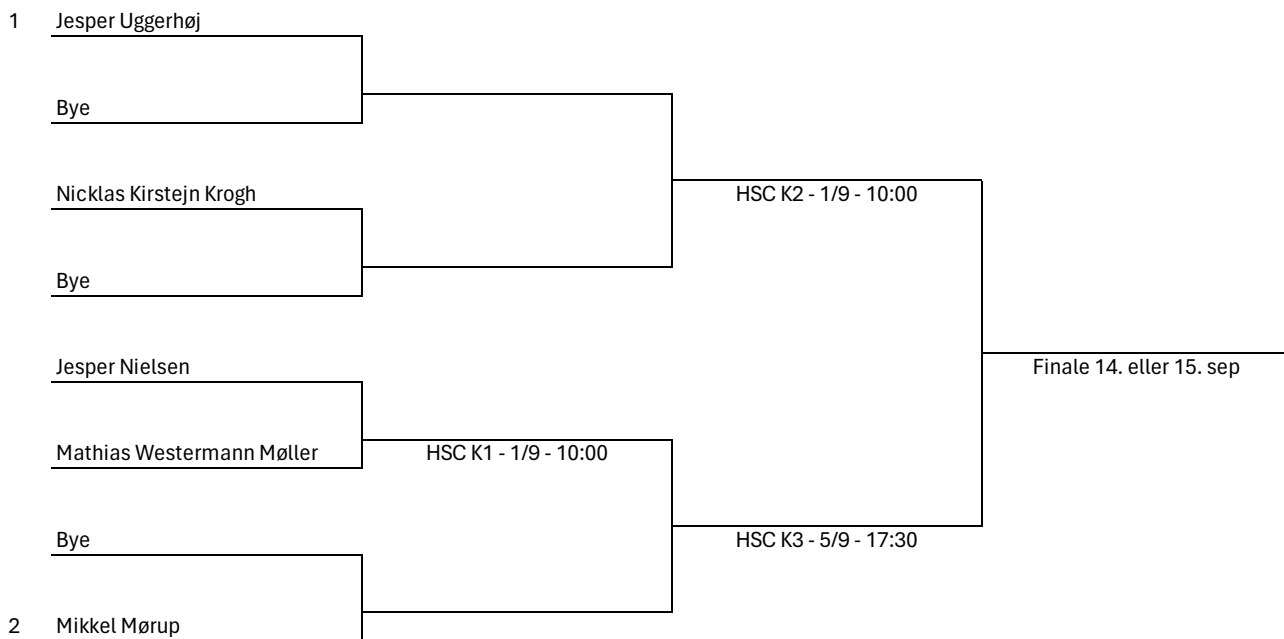 1 Jesper Uggerhøj
Bye
Nicklas Kirstejn Krogh
HSC K2 - 1/9 - 10:00
Bye
Jesper Nielsen
Finale 14. eller 15. sep
Mathias Westermann Møller
HSC K1 - 1/9 - 10:00
Bye
HSC K3 - 5/9 - 17:30
2 Mikkel Mørup